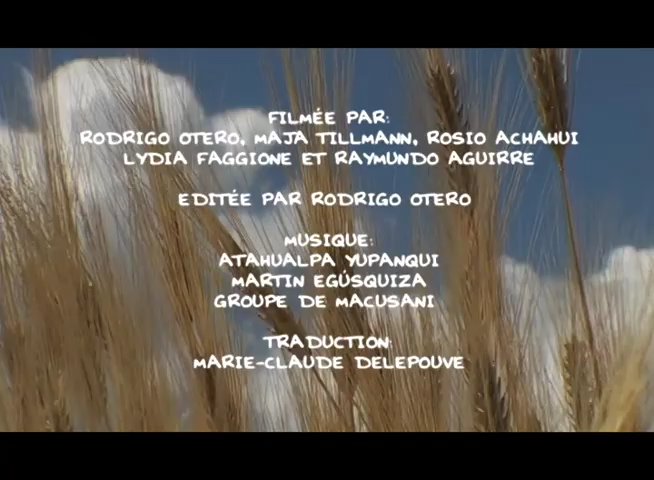 FILMÉE PAR:
RODRIGO OTERO, MAJA TILLMANN, ROSIO ACHAHUI
LYDIA FAGGIONE ET RAYMUNDO AGUIRRE
EDITÉE PAR RODRIGO OTERO
MUSIQUE:
ATAHUALPA YUPANQUI
MARTIN EGÚSQUIZA
GROUPE DE MACUSANI
TRADUCTION:
MARIE-CLAUDE DELEPOUVE